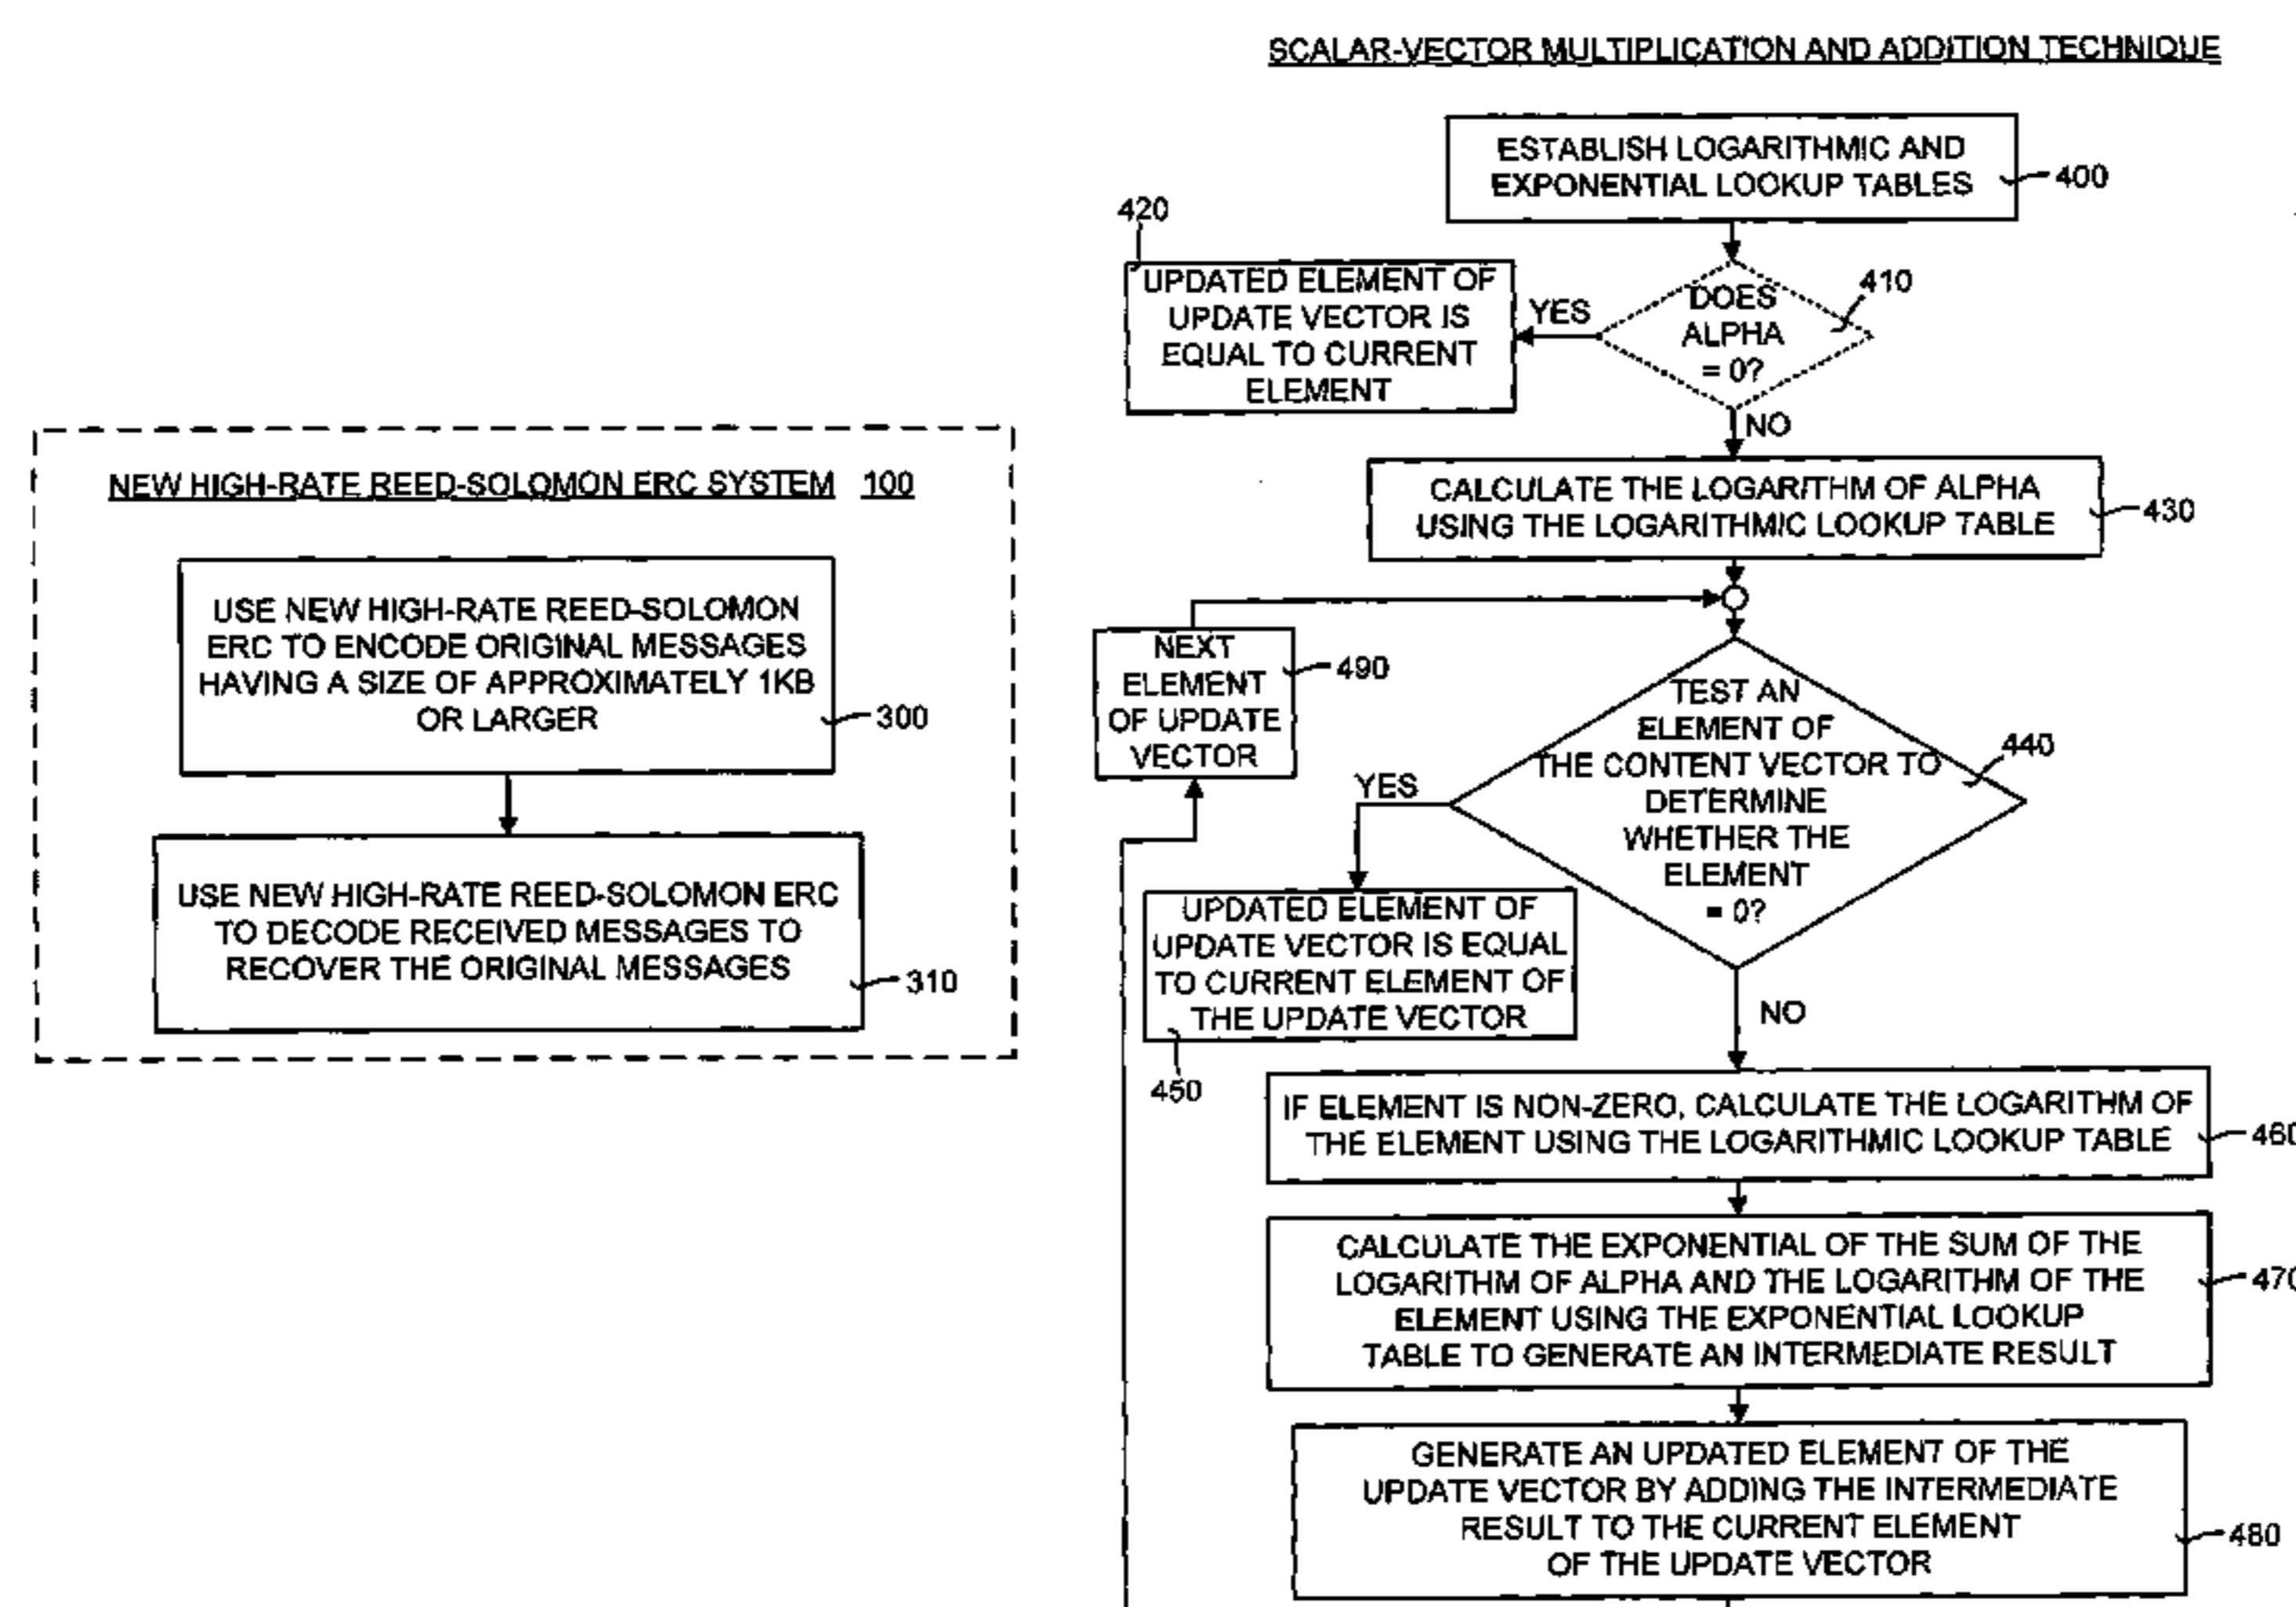 SCALAR-VECTOR MULTIPLICATION AND ADDITION TECHNIQUE
ESTABLISH LOGARITHMIC AND
EXPONENTIAL LOOKUP TABLES
400
420
UPDATED ELEMENT OF
UPDATE VECTOR IS
EQUAL TO CURRENT
ELEMENT
YES
DOES
ALPHA
= 0?
410
NO
CALCULATE THE LOGARITHM OF ALPHA
USING THE LOGARITHMIC LOOKUP TABLE
430
NEW HIGH-RATE REED-SOLOMON ERC SYSTEM 100
USE NEW HIGH-RATE REED-SOLOMON
ERC TO ENCODE ORIGINAL MESSAGES
HAVING A SIZE OF APPROXIMATELY 1KB
OR LARGER
300
USE NEW HIGH-RATE REED-SOLOMON ERC
TO DECODE RECEIVED MESSAGES TO
RECOVER THE ORIGINAL MESSAGES
310
NEXT
ELEMENT
OF UPDATE
VECTOR
490
TEST AN
ELEMENT OF
THE CONTENT VECTOR TO
DETERMINE
WHETHER THE
ELEMENT
= 0?
440
YES
UPDATED ELEMENT OF
UPDATE VECTOR IS EQUAL
TO CURRENT ELEMENT OF
THE UPDATE VECTOR
450
NO
IF ELEMENT IS NON-ZERO, CALCULATE THE LOGARITHM OF
THE ELEMENT USING THE LOGARITHMIC LOOKUP TABLE
460
CALCULATE THE EXPONENTIAL OF THE SUM OF THE
LOGARITHM OF ALPHA AND THE LOGARITHM OF THE
ELEMENT USING THE EXPONENTIAL LOOKUP
TABLE TO GENERATE AN INTERMEDIATE RESULT
470
GENERATE AN UPDATED ELEMENT OF THE
UPDATE VECTOR BY ADDING THE INTERMEDIATE
RESULT TO THE CURRENT ELEMENT
OF THE UPDATE VECTOR
480